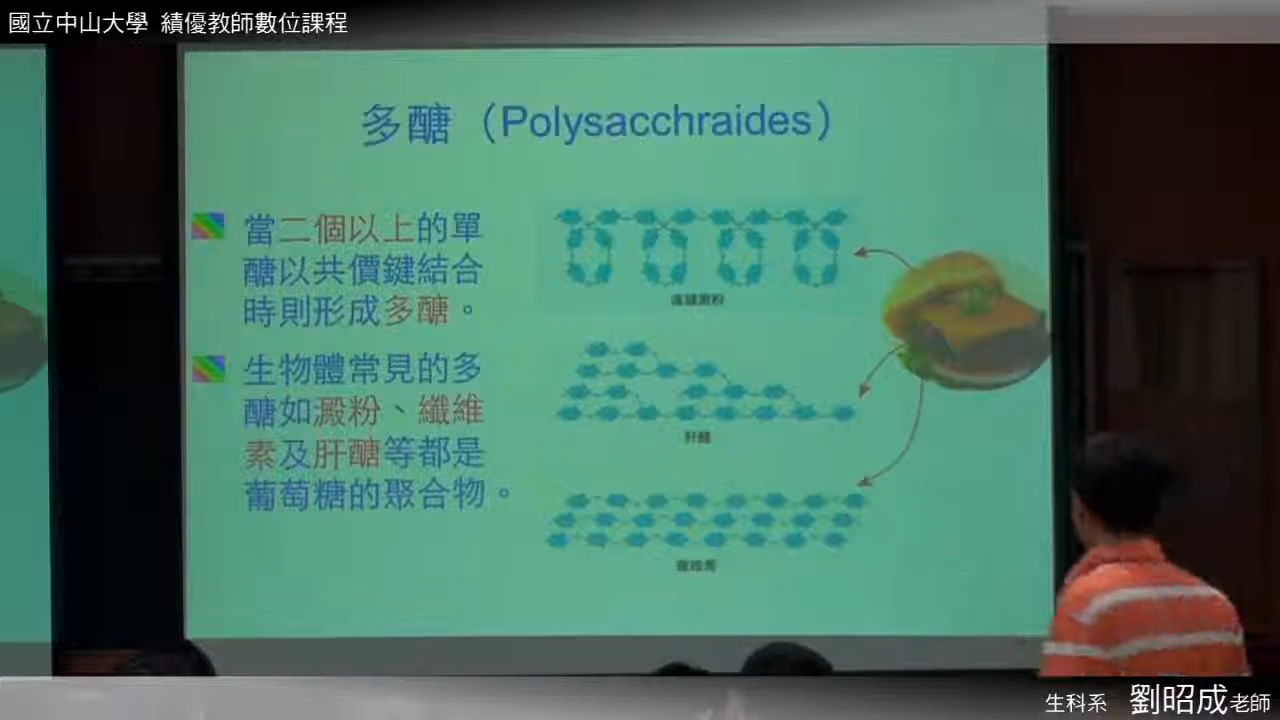 國立中山大學 績優教師數位課程
多醣（Polysacchraides）
當二個以上的單
醣以共價鍵結合
時則形成多醣。
生物體常見的多
醣如澱粉、纖維
素及肝醣等都是
葡萄糖的聚合物。
肝醣
纖維素
生科系 劉昭成老師